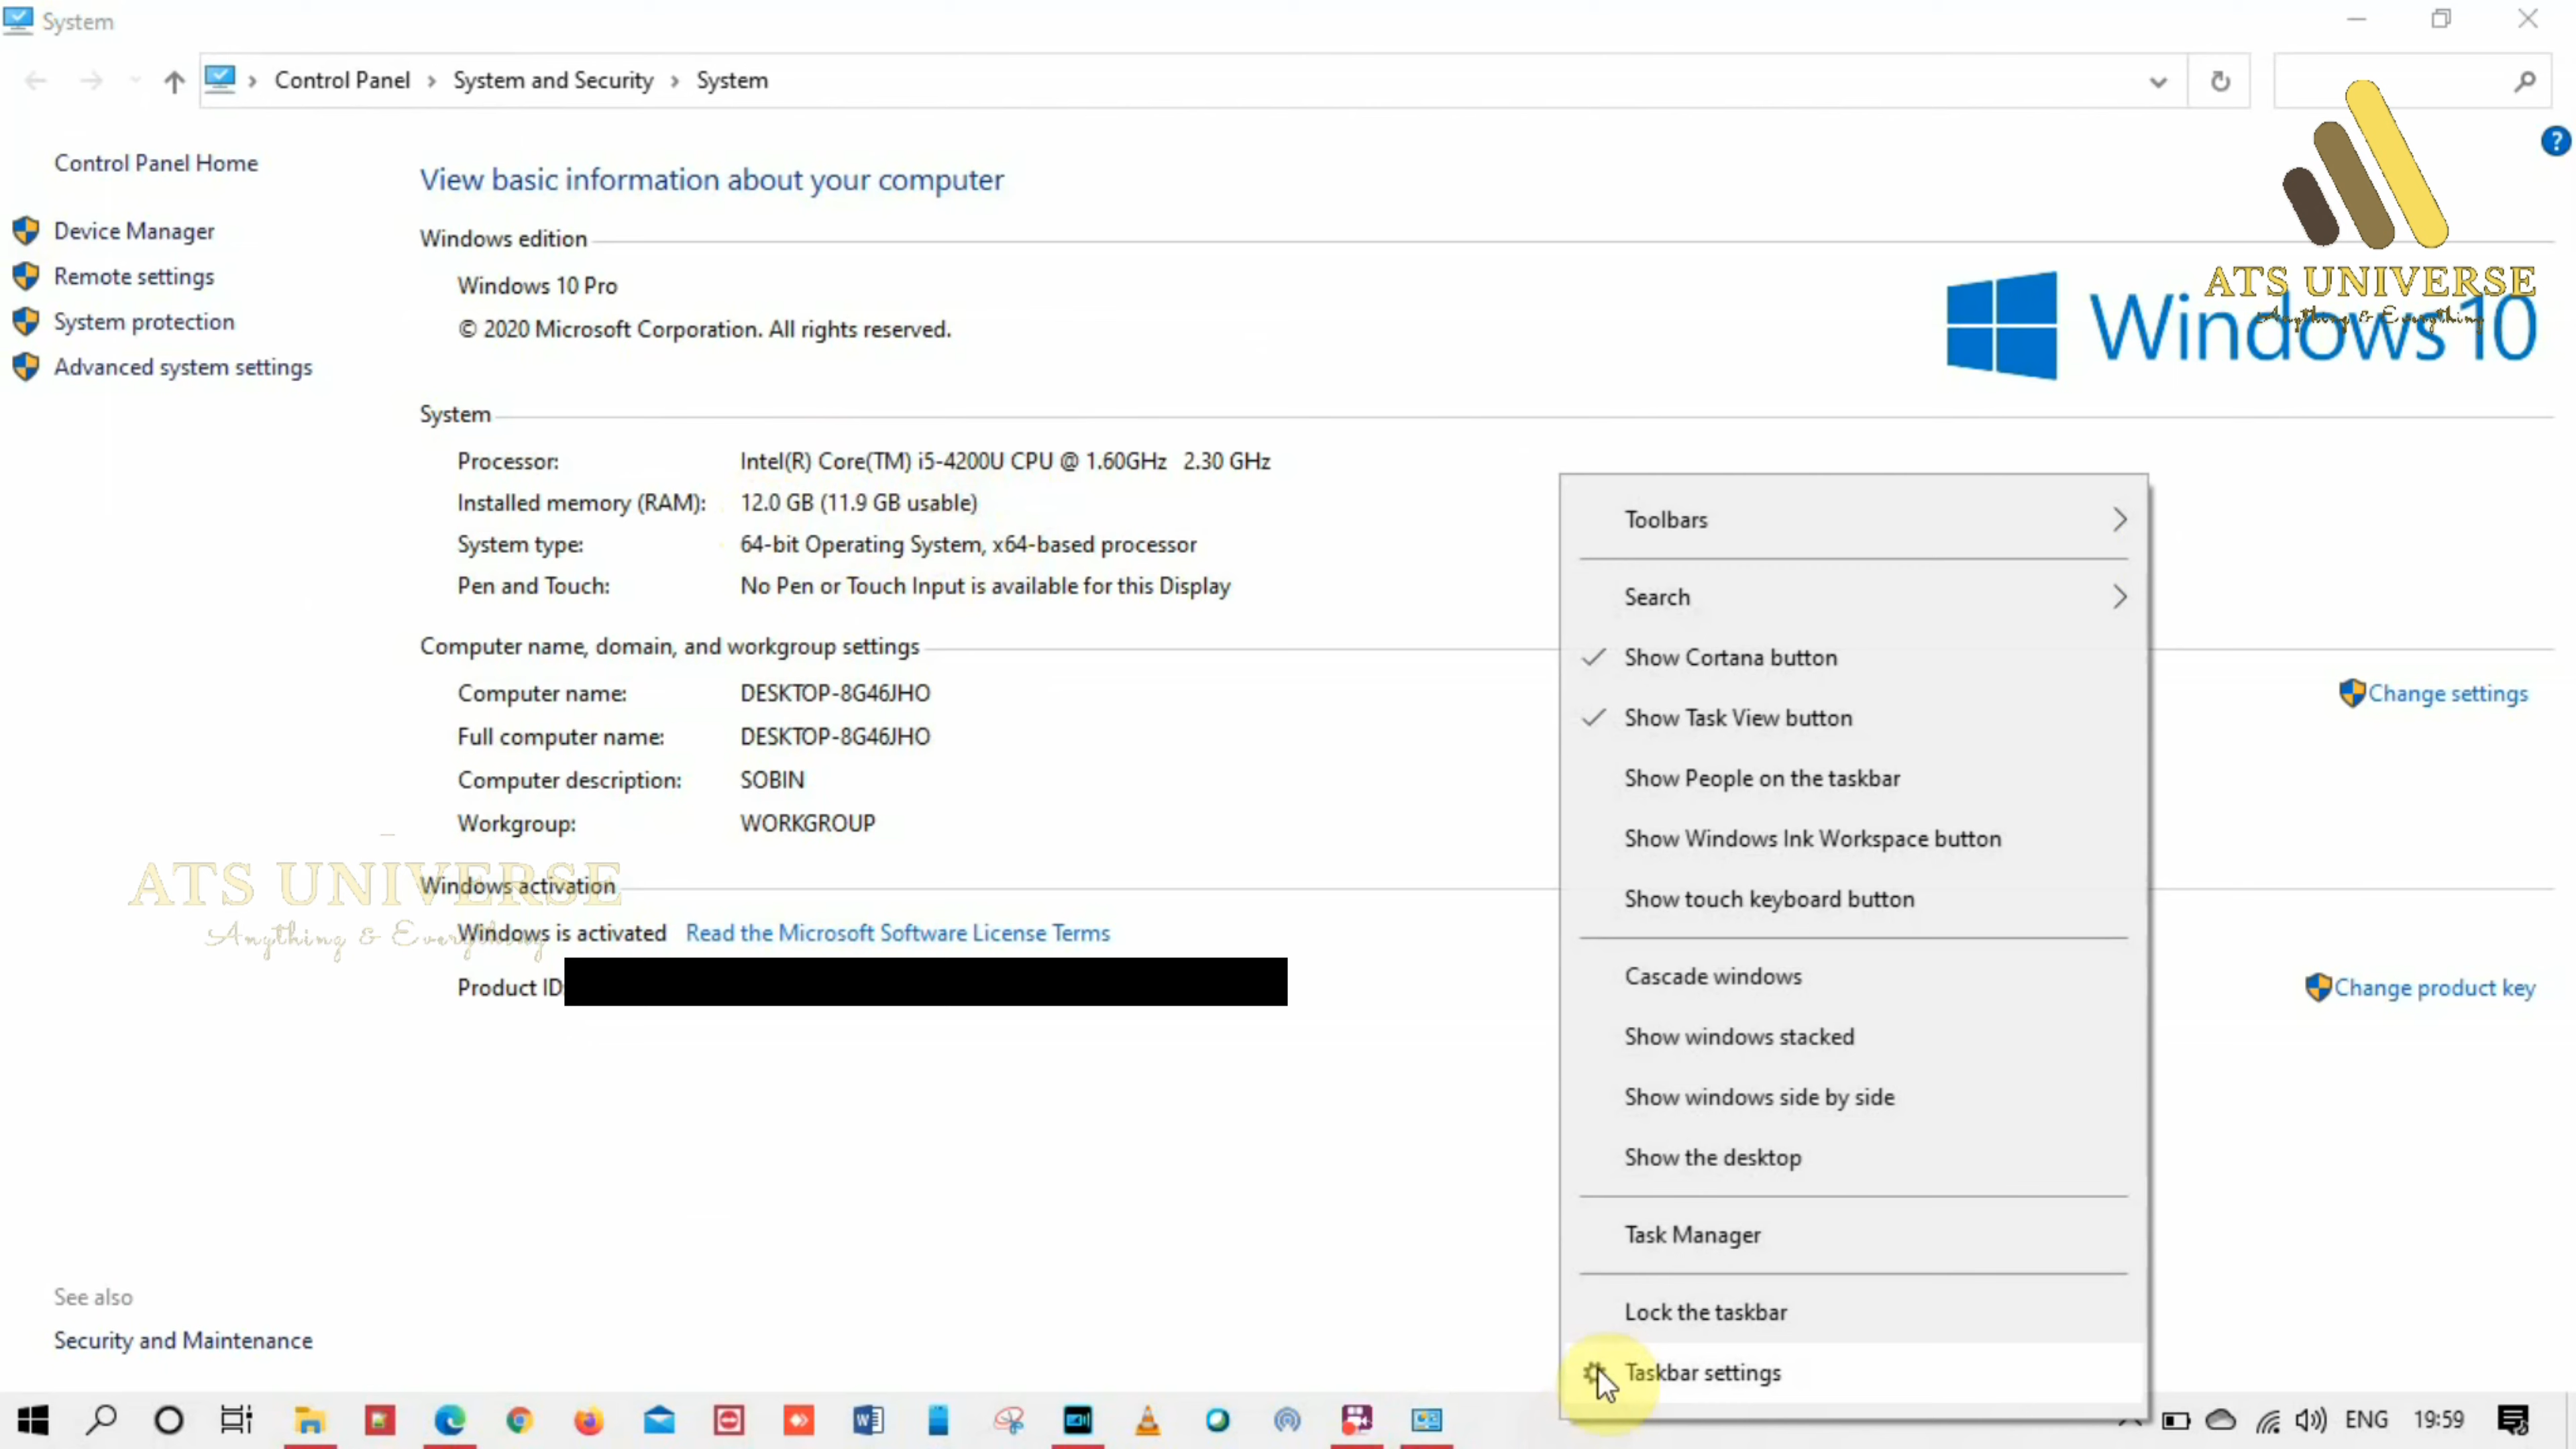 System
Control Panel > System and Security > System
Control Panel Home
Device Manager
Remote settings
System protection
Advanced system settings
See also
Security and Maintenance
View basic information about your computer
Windows edition
Windows 10 Pro
© 2020 Microsoft Corporation. All rights reserved.
ATS UNIVERSE
Anything & Everything
Windows 10
System
Processor: Intel(R) Core(TM) i5-4200U CPU @ 1.60GHz 2.30 GHz
Installed memory (RAM): 12.0 GB (11.9 GB usable)
System type: 64-bit Operating System, x64-based processor
Pen and Touch: No Pen or Touch Input is available for this Display
Computer name, domain, and workgroup settings
Computer name: DESKTOP-8G46JHO
Change settings
Full computer name: DESKTOP-8G46JHO
Computer description: SOBIN
Workgroup: WORKGROUP
ATS UNIVERSE
Anything & Everything
Windows activation
Windows is activated Read the Microsoft Software License Terms
Product ID
Change product key
Toolbars
Search
Show Cortana button
Show Task View button
Show People on the taskbar
Show Windows Ink Workspace button
Show touch keyboard button
Cascade windows
Show windows stacked
Show windows side by side
Show the desktop
Task Manager
Lock the taskbar
Taskbar settings
ENG 19:59